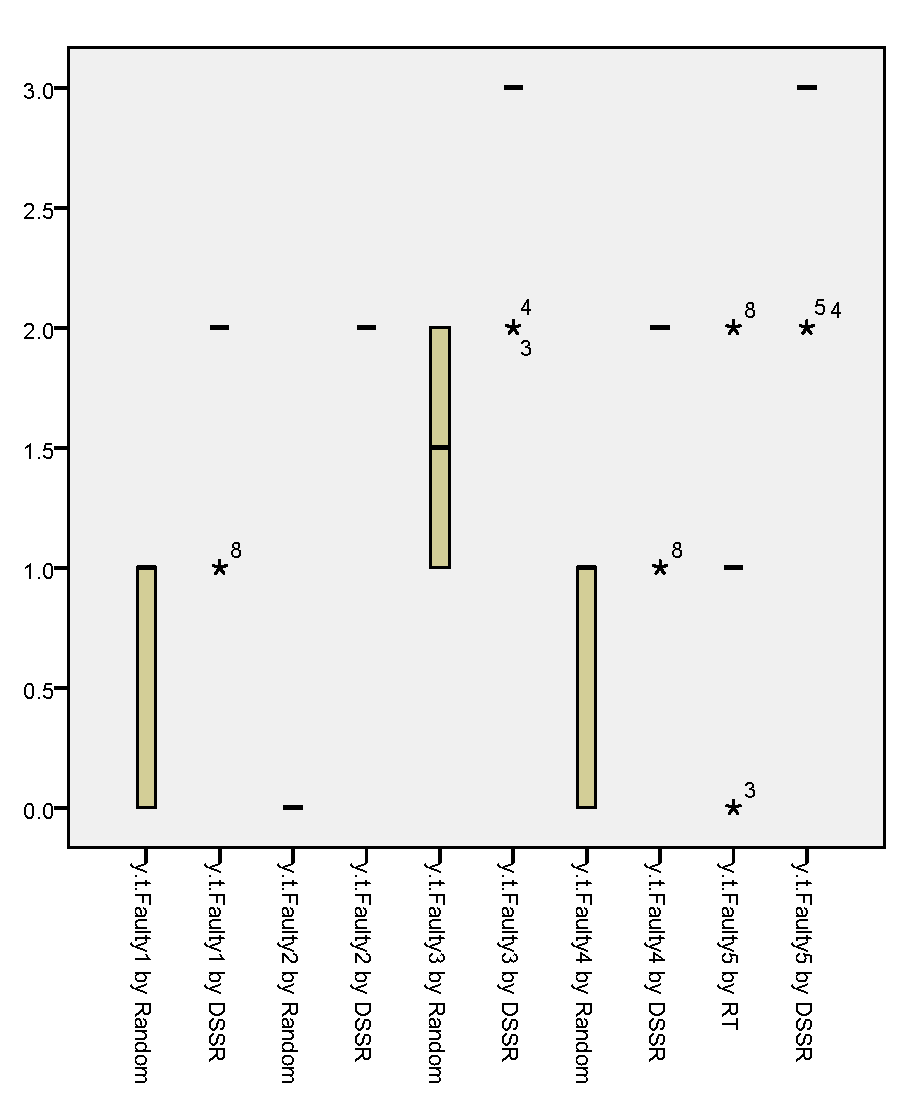 3.0
2.5
2.0
1.5
1.0
0.5
0.0
4
3
8
5 4
8
8
3
y.t.Faulty1 by Random
y.t.Faulty1 by DSSR
y.t.Faulty2 by Random
y.t.Faulty2 by DSSR
y.t.Faulty3 by Random
y.t.Faulty3 by DSSR
y.t.Faulty4 by Random
y.t.Faulty4 by DSSR
y.t.Faulty5 by RT
y.t.Faulty5 by DSSR